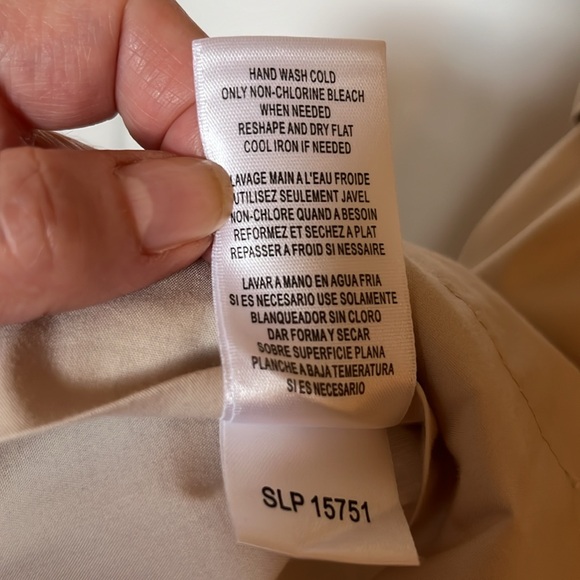 HAND WASH COLD
ONLY NON-CHLORINE BLEACH
WHEN NEEDED
RESHAPE AND DRY FLAT
COOL IRON IF NEEDED
LAVAGE MAIN A L'EAU FROIDE
UTILISEZ SEULEMENT JAVEL
NON-CHLORE QUAND A BESOIN
REFORMEZ ET SECHEZ A PLAT
REPASSER A FROID SI NESSAIRE
LAVAR A MANO EN AGUA FRIA
SI ES NECESARIO USE SOLAMENTE
BLANQUEADOR SIN CLORO
DAR FORMA Y SECAR
SOBRE SUPERFICIE PLANA
PLANCHE A BAJA TEMERATURA
SI ES NECESARIO
SLP 15751